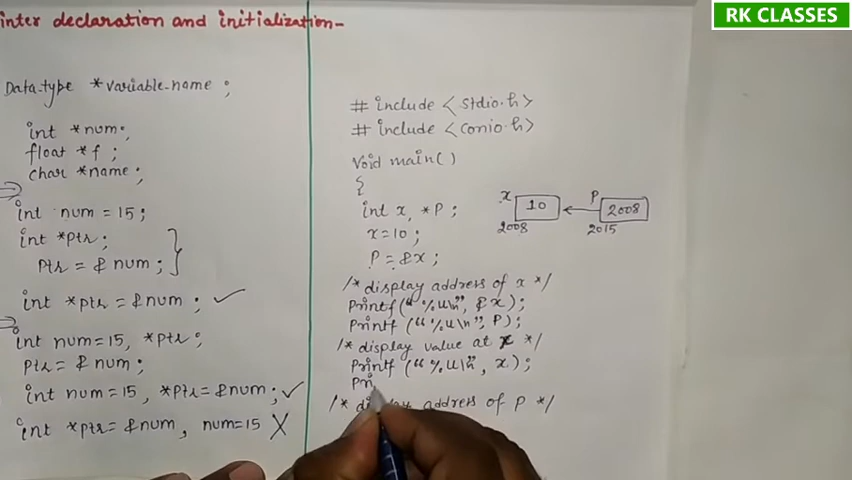 RK CLASSES
inter declaration and initialization-
Data-type *variable-name ;
int *num;
float *f ;
char *name;
int num = 15;
int *ptr;
ptr = & num ;
int *ptr = & num ;
int num=15, *ptr;
ptr = & num ;
int num = 15, *ptr=& num ;
int *ptr = & num, num=15 X
# include < stdio.h>
# include < conio.h>
Void main( )
{
int x, *P ;
x=10 ;
P = &x ;
x 10 P 2008
2008 2015
/* display address of x */
Printf(" %u\n", &x);
Printf (" %u\n", P);
/* display value at x */
Printf (" %u\n", x);
Pri
/* display address of P */